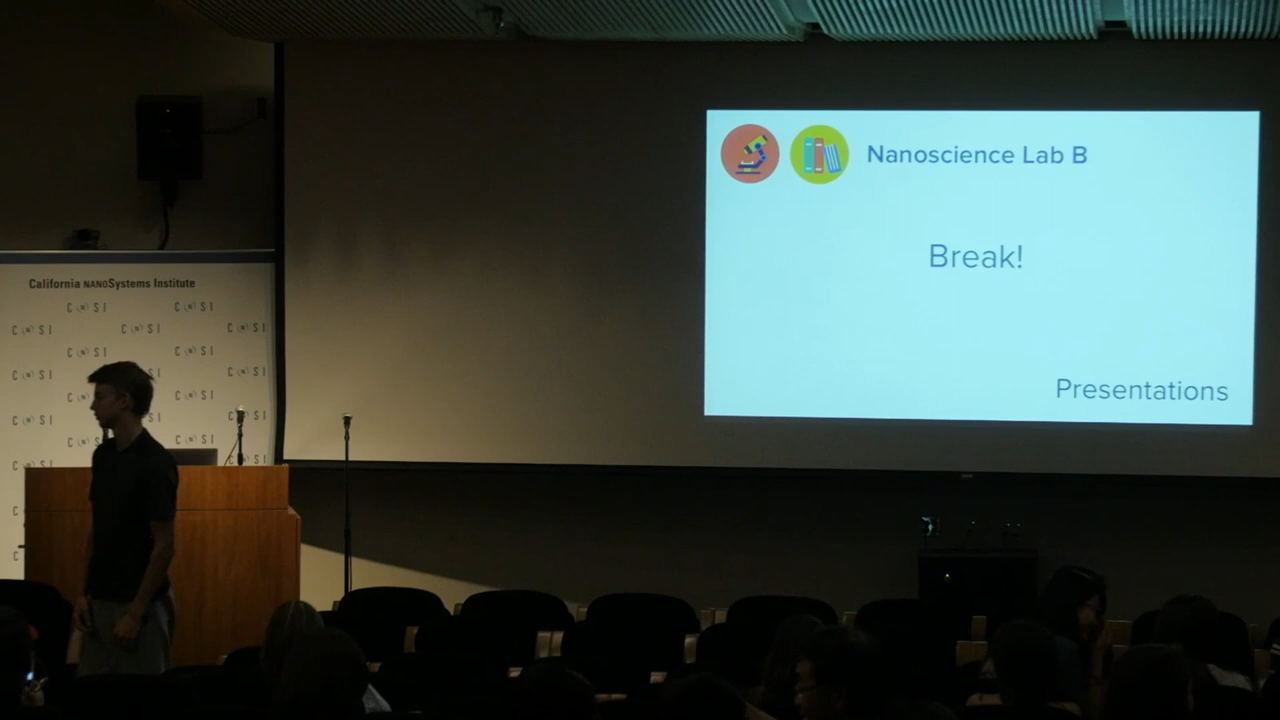 Nanoscience Lab B
Break!
Presentations
California NANOSystems Institute
C (N) S I C (N) S I
C (N) S I C (N) S I C (N) S I
C (N) S I C (N) S I
C (N) S I C (N) S I
C (N) S I
C (N) S I
C (N) S I